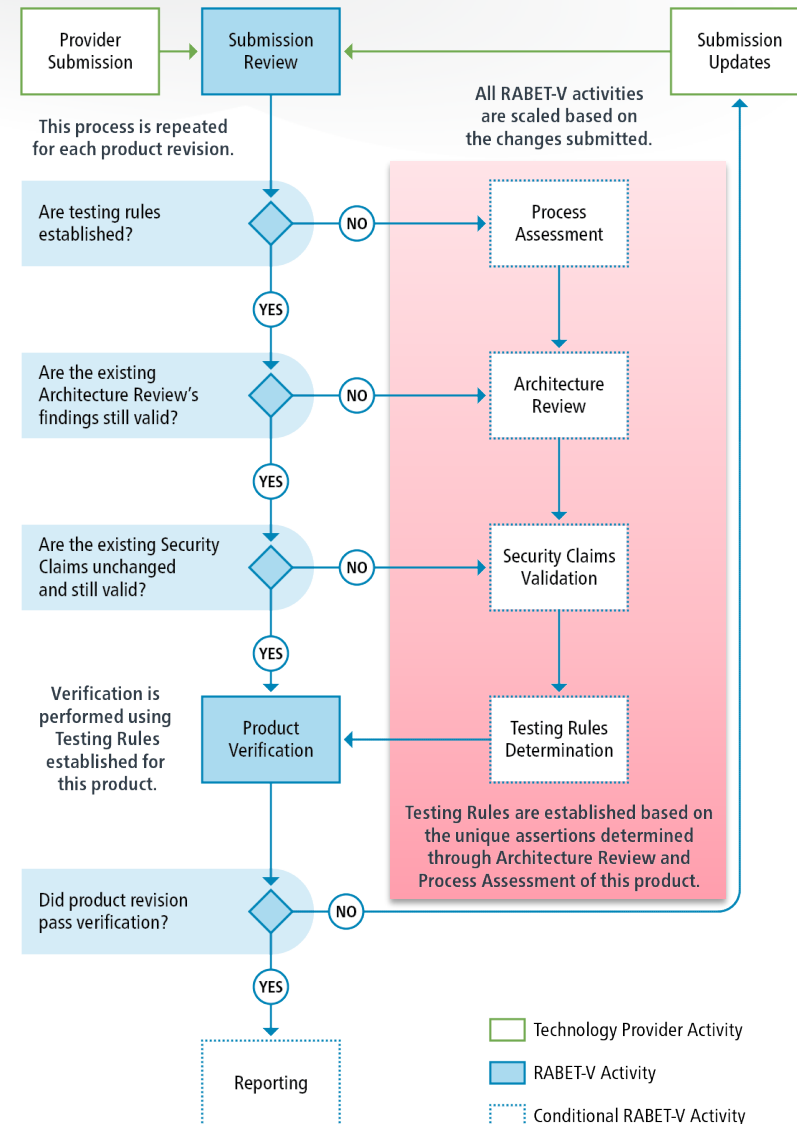 Provider
Submission
Submission
Review
Submission
Updates
This process is repeated
for each product revision.
All RABET-V activities
are scaled based on
the changes submitted.
Are testing rules
established?
NO
Process
Assessment
YES
Are the existing
Architecture Review's
findings still valid?
NO
Architecture
Review
YES
Are the existing Security
Claims unchanged
and still valid?
NO
Security Claims
Validation
YES
Verification is
performed using
Testing Rules
established for
this product.
Product
Verification
Testing Rules
Determination
Testing Rules are established based on
the unique assertions determined
through Architecture Review and
Process Assessment of this product.
Did product revision
pass verification?
NO
YES
Reporting
Technology Provider Activity
RABET-V Activity
Conditional RABET-V Activity